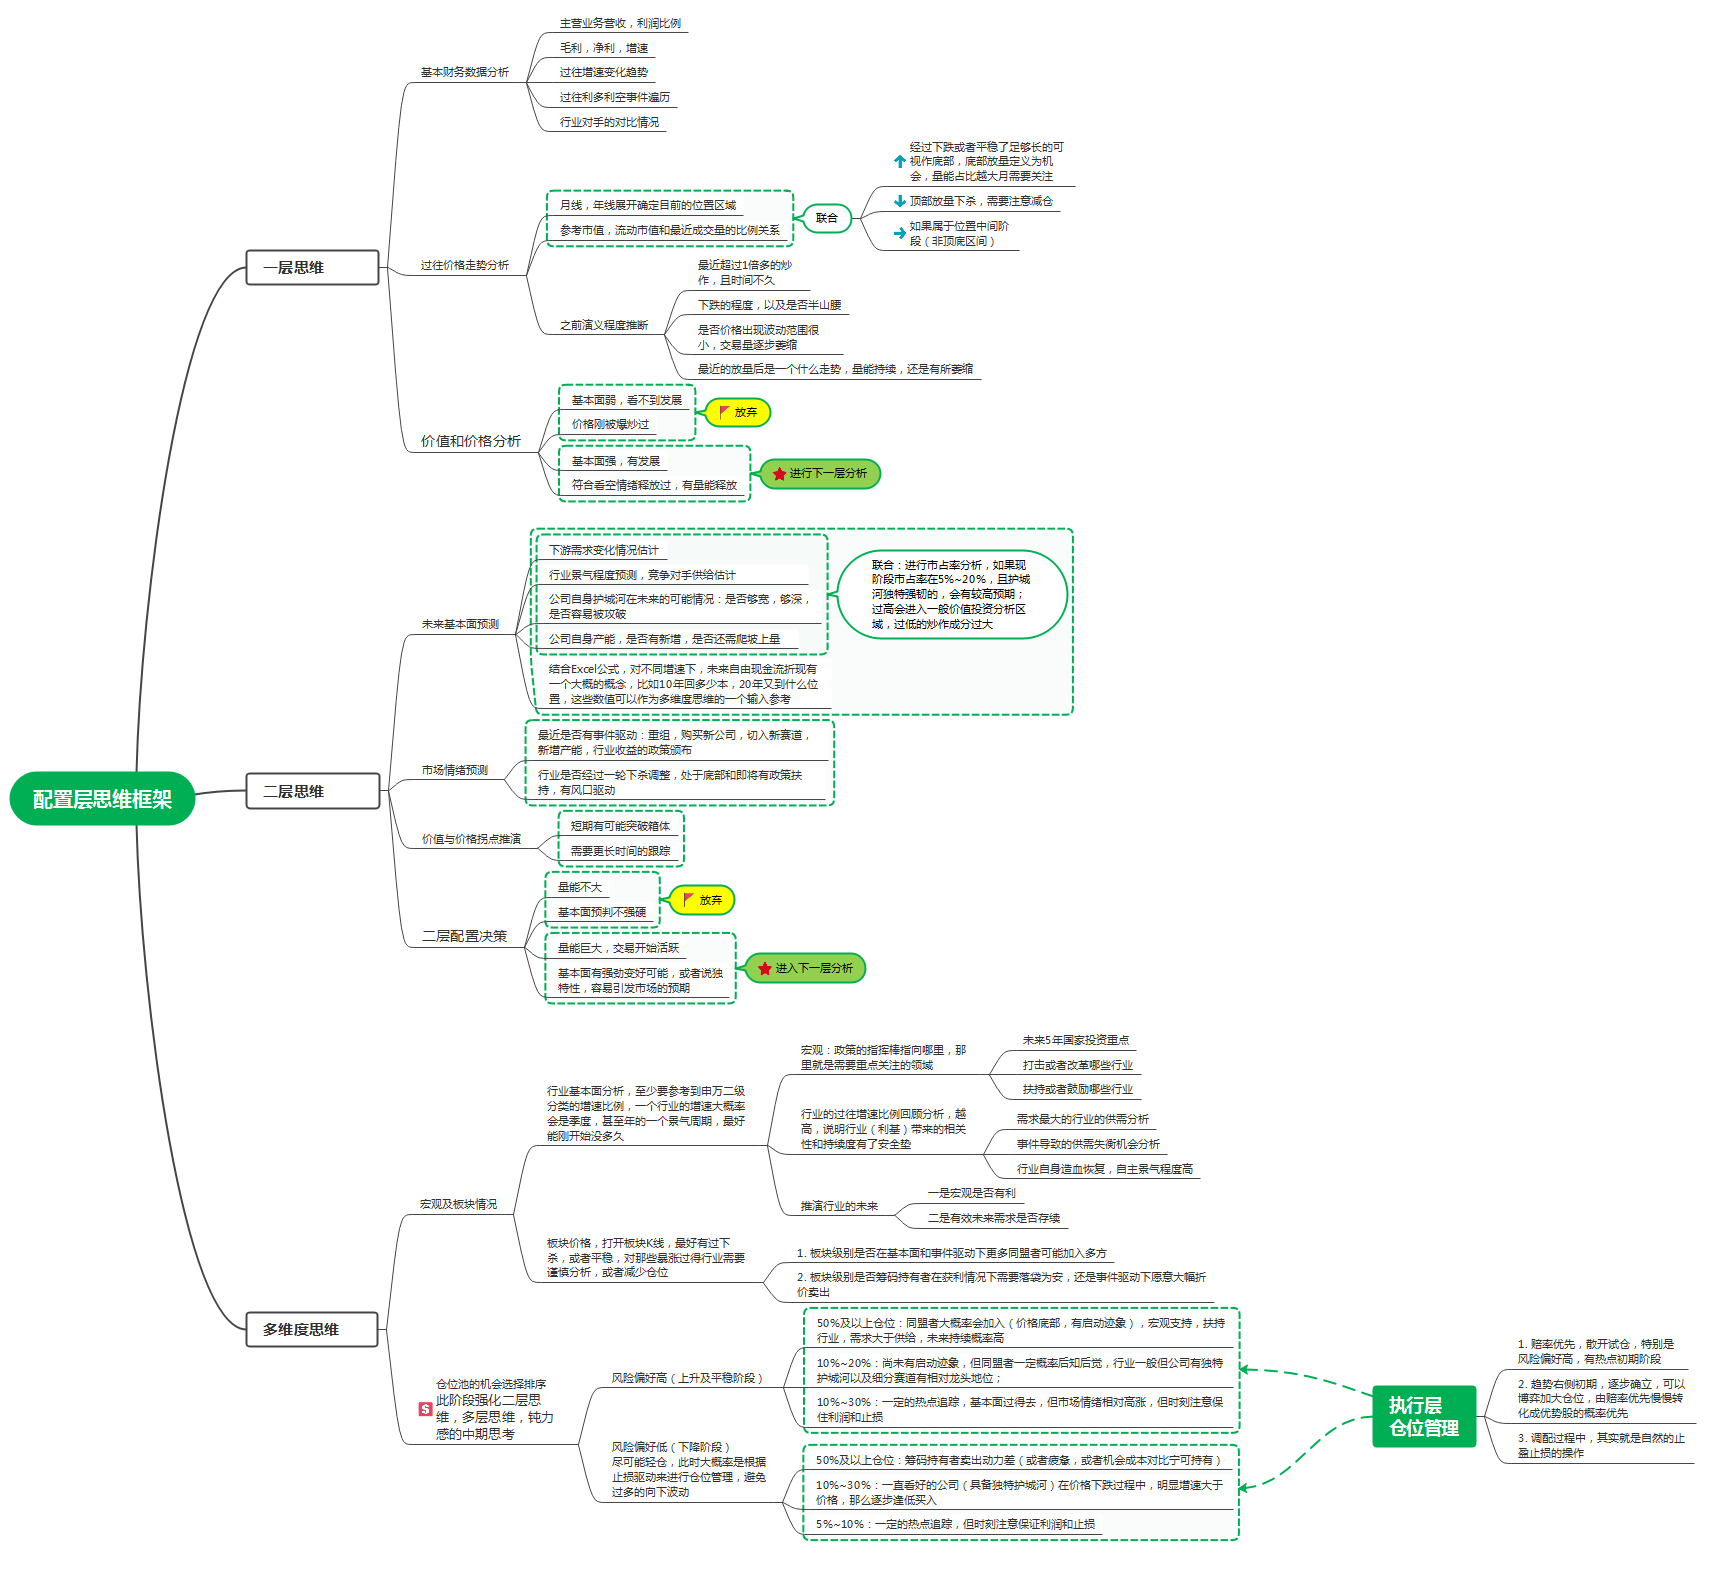 配置层思维框架
一层思维
基本财务数据分析
主营业务营收，利润比例
毛利，净利，增速
过往增速变化趋势
过往利多利空事件遍历
行业对手的对比情况
过往价格走势分析
月线，年线展开确定目前的位置区域
参考市值，流动市值和最近成交量的比例关系
联合
经过下跌或者平稳了足够长的可
视作底部，底部放量定义为机
会，量能占比越大月需要关注
顶部放量下杀，需要注意减仓
如果属于位置中间阶
段（非顶底区间）
之前演义程度推断
最近超过1倍多的炒
作，且时间不久
下跌的程度，以及是否半山腰
是否价格出现波动范围很
小，交易量逐步萎缩
最近的放量后是一个什么走势，量能持续，还是有所萎缩
价值和价格分析
基本面弱，看不到发展
价格刚被爆炒过
放弃
基本面强，有发展
符合看空情绪释放过，有量能释放
进行下一层分析
二层思维
未来基本面预测
下游需求变化情况估计
行业景气程度预测，竞争对手供给估计
公司自身护城河在未来的可能情况：是否够宽，够深，
是否容易被攻破
公司自身产能，是否有新增，是否还需爬坡上量
联合：进行市占率分析，如果现
阶段市占率在5%~20%，且护城
河独特强韧的，会有较高预期；
过高会进入一般价值投资分析区
域，过低的炒作成分过大
结合Excel公式，对不同增速下，未来自由现金流折现有
一个大概的概念，比如10年回多少本，20年又到什么位
置，这些数值可以作为多维度思维的一个输入参考
市场情绪预测
最近是否有事件驱动：重组，购买新公司，切入新赛道，
新增产能，行业收益的政策颁布
行业是否经过一轮下杀调整，处于底部和即将有政策扶
持，有风口驱动
价值与价格拐点推演
短期有可能突破箱体
需要更长时间的跟踪
二层配置决策
量能不大
基本面预判不强硬
放弃
量能巨大，交易开始活跃
基本面有强劲变好可能，或者说独
特性，容易引发市场的预期
进入下一层分析
多维度思维
宏观及板块情况
行业基本面分析，至少要参考到申万二级
分类的增速比例，一个行业的增速大概率
会是季度，甚至年的一个景气周期，最好
能刚开始没多久
宏观：政策的指挥棒指向哪里，那
里就是需要重点关注的领域
未来5年国家投资重点
打击或者改革哪些行业
扶持或者鼓励哪些行业
行业的过往增速比例回顾分析，越
高，说明行业（利基）带来的相关
性和持续度有了安全垫
需求最大的行业的供需分析
事件导致的供需失衡机会分析
行业自身造血恢复，自主景气程度高
推演行业的未来
一是宏观是否有利
二是有效未来需求是否存续
板块价格，打开板块K线，最好有过下
杀，或者平稳，对那些暴涨过得行业需要
谨慎分析，或者减少仓位
1. 板块级别是否在基本面和事件驱动下更多同盟者可能加入多方
2. 板块级别是否筹码持有者在获利情况下需要落袋为安，还是事件驱动下愿意大幅折
价卖出
仓位池的机会选择排序
此阶段强化二层思
维，多层思维，钝力
感的中期思考
风险偏好高（上升及平稳阶段）
50%及以上仓位：同盟者大概率会加入（价格底部，有启动迹象），宏观支持，扶持
行业，需求大于供给，未来持续概率高
10%~20%：尚未有启动迹象，但同盟者一定概率后知后觉，行业一般但公司有独特
护城河以及细分赛道有相对龙头地位；
10%~30%：一定的热点追踪，基本面过得去，但市场情绪相对高涨，但时刻注意保
住利润和止损
风险偏好低（下降阶段）
尽可能轻仓，此时大概率是根据
止损驱动来进行仓位管理，避免
过多的向下波动
50%及以上仓位：筹码持有者卖出动力差（或者疲惫，或者机会成本对比宁可持有）
10%~30%：一直看好的公司（具备独特护城河）在价格下跌过程中，明显增速大于
价格，那么逐步逢低买入
5%~10%：一定的热点追踪，但时刻注意保证利润和止损
执行层
仓位管理
1. 赔率优先，散开试仓，特别是
风险偏好高，有热点初期阶段
2. 趋势右侧初期，逐步确立，可以
博弈加大仓位，由赔率优先慢慢转
化成优势股的概率优先
3. 调配过程中，其实就是自然的止
盈止损的操作